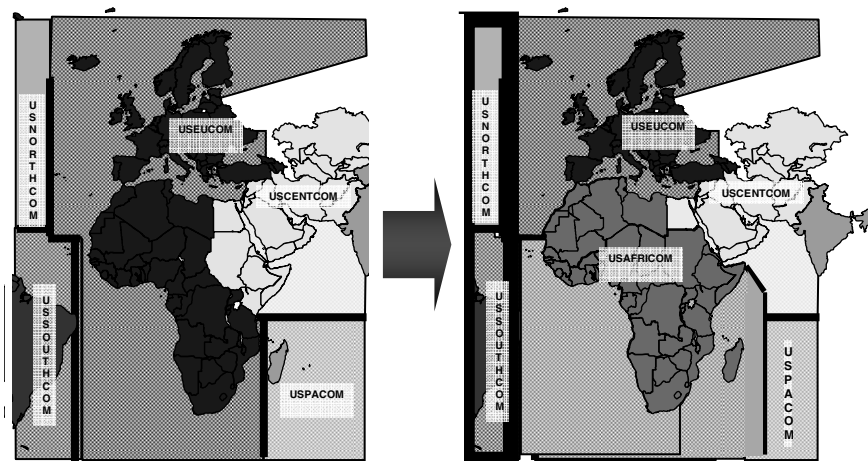 USNORTHCOM
USEUCOM
USCENTCOM
USSOUTHCOM
USPACOM
USNORTHCOM
USEUCOM
USCENTCOM
USAFRICOM
USSOUTHCOM
USPACOM